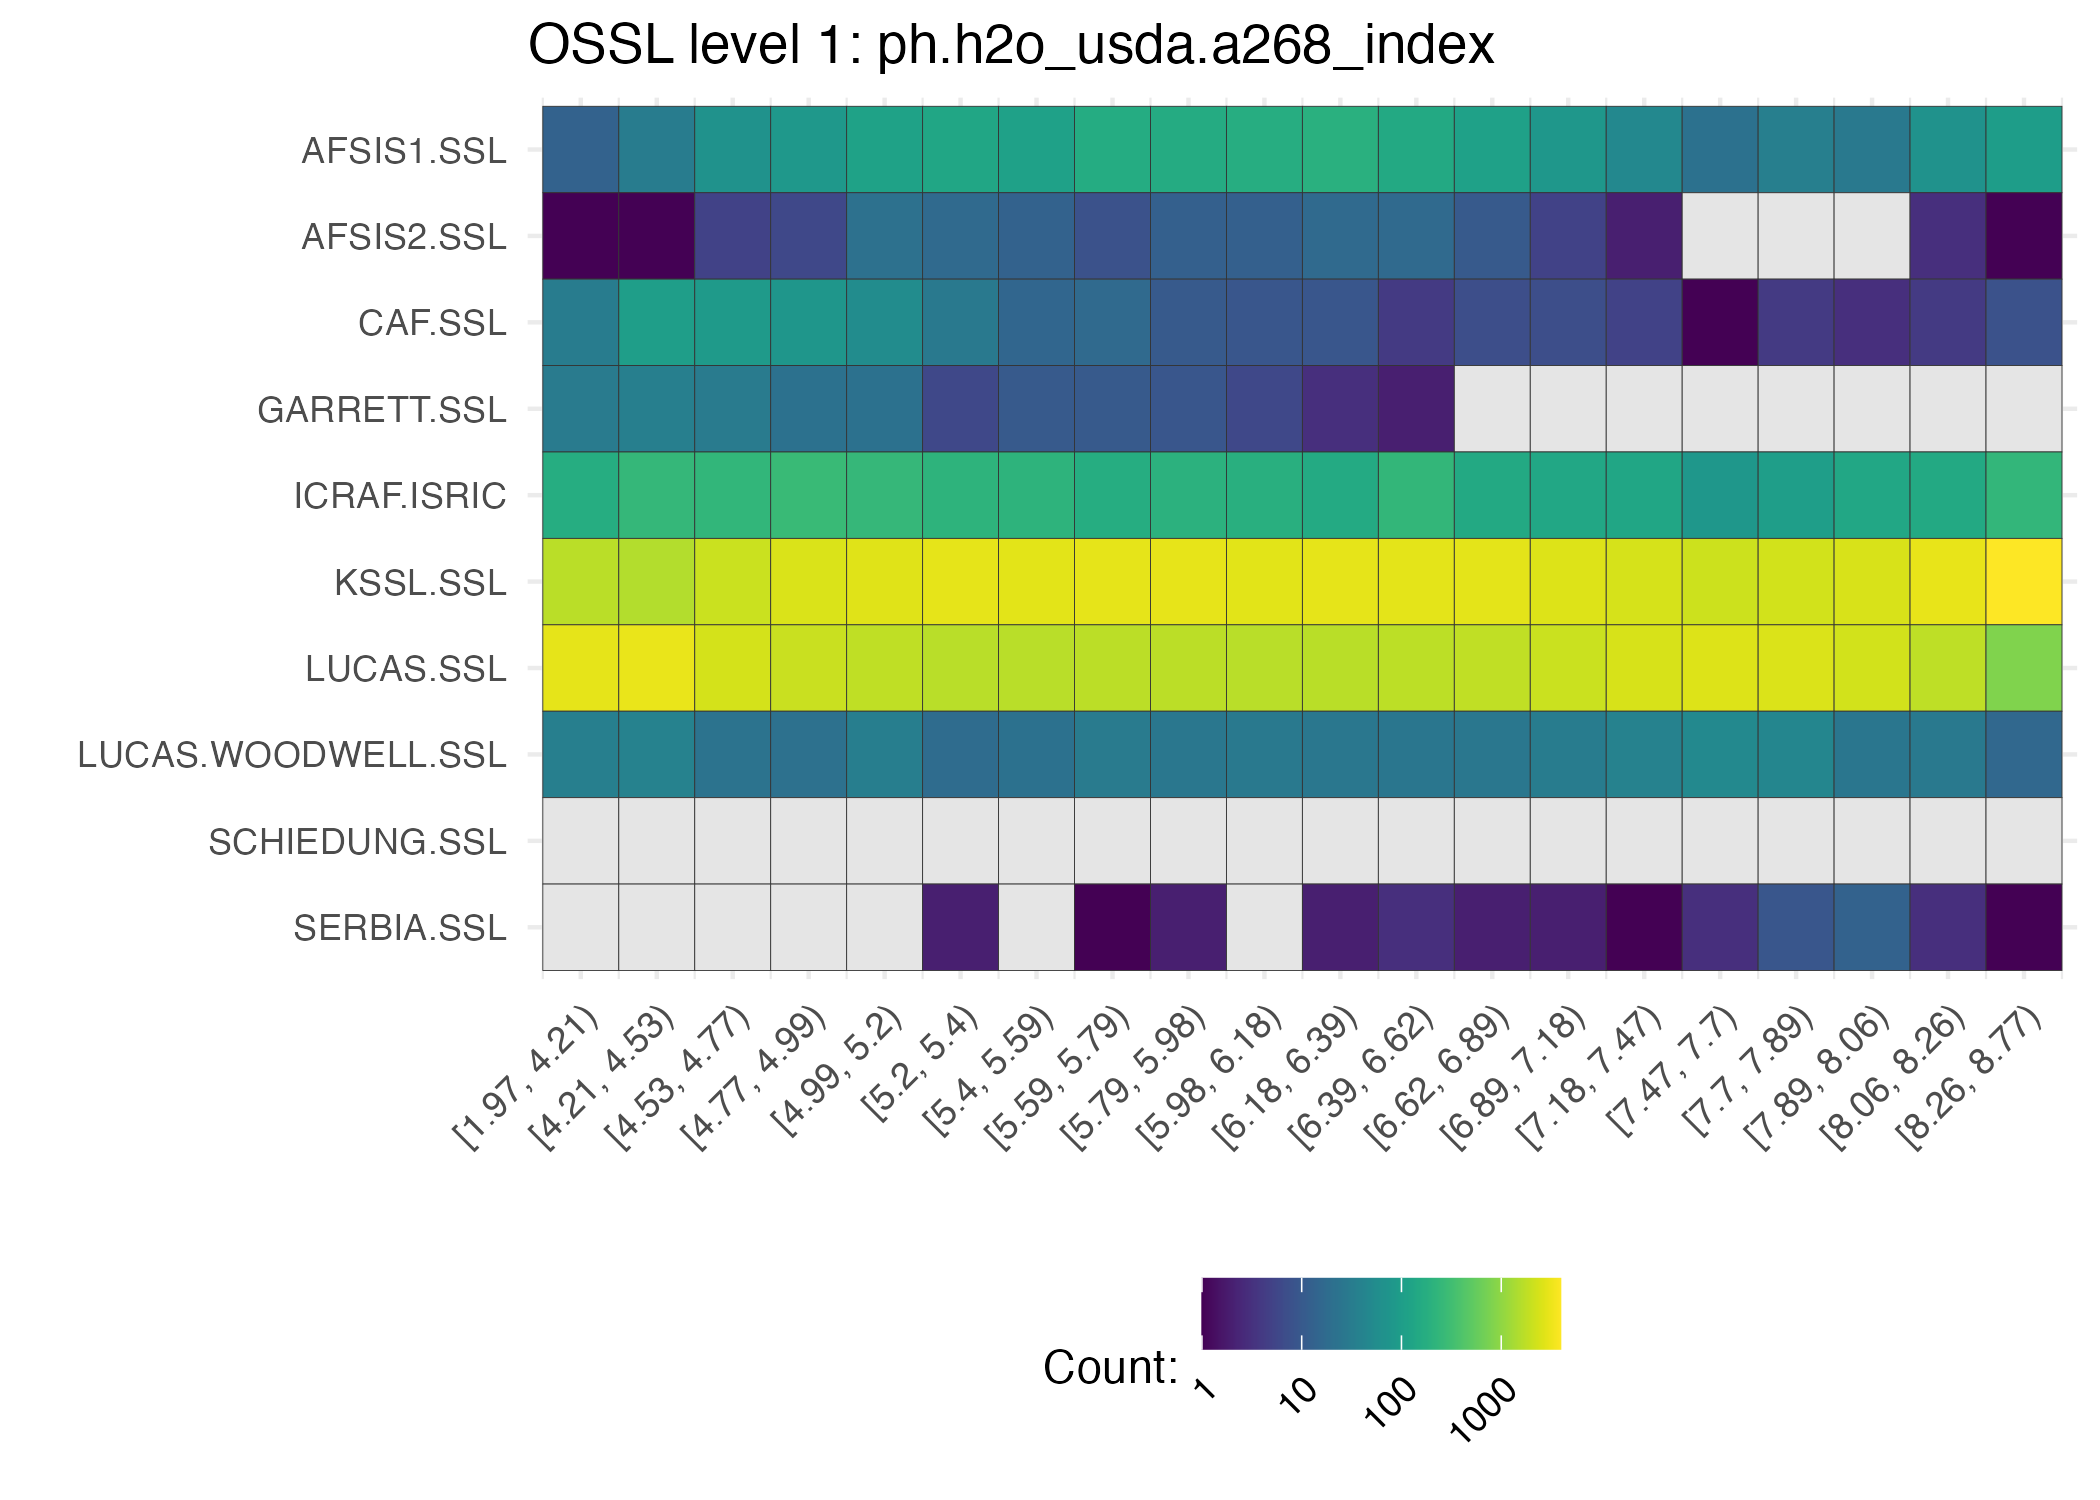 OSSL level 1: ph.h2o_usda.a268_index
AFSIS1.SSL
AFSIS2.SSL
CAF.SSL
GARRETT.SSL
ICRAF.ISRIC
KSSL.SSL
LUCAS.SSL
LUCAS.WOODWELL.SSL
SCHIEDUNG.SSL
SERBIA.SSL
[1.97, 4.21)
[4.21, 4.53)
[4.53, 4.77)
[4.77, 4.99)
[4.99, 5.2)
[5.2, 5.4)
[5.4, 5.59)
[5.59, 5.79)
[5.79, 5.98)
[5.98, 6.18)
[6.18, 6.39)
[6.39, 6.62)
[6.62, 6.89)
[6.89, 7.18)
[7.18, 7.47)
[7.47, 7.7)
[7.7, 7.89)
[7.89, 8.06)
[8.06, 8.26)
[8.26, 8.77)
Count:
1
10
100
1000